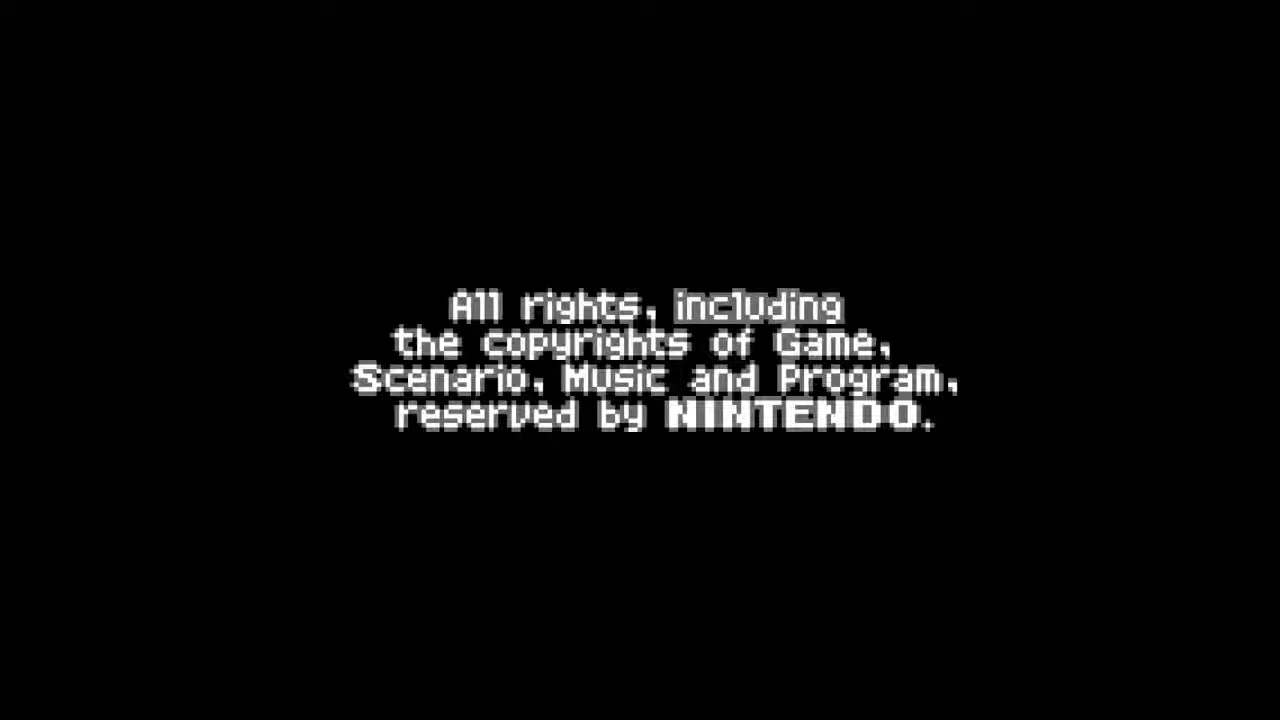 All rights, including
the copyrights of Game,
Scenario, Music and Program,
reserved by NINTENDO.